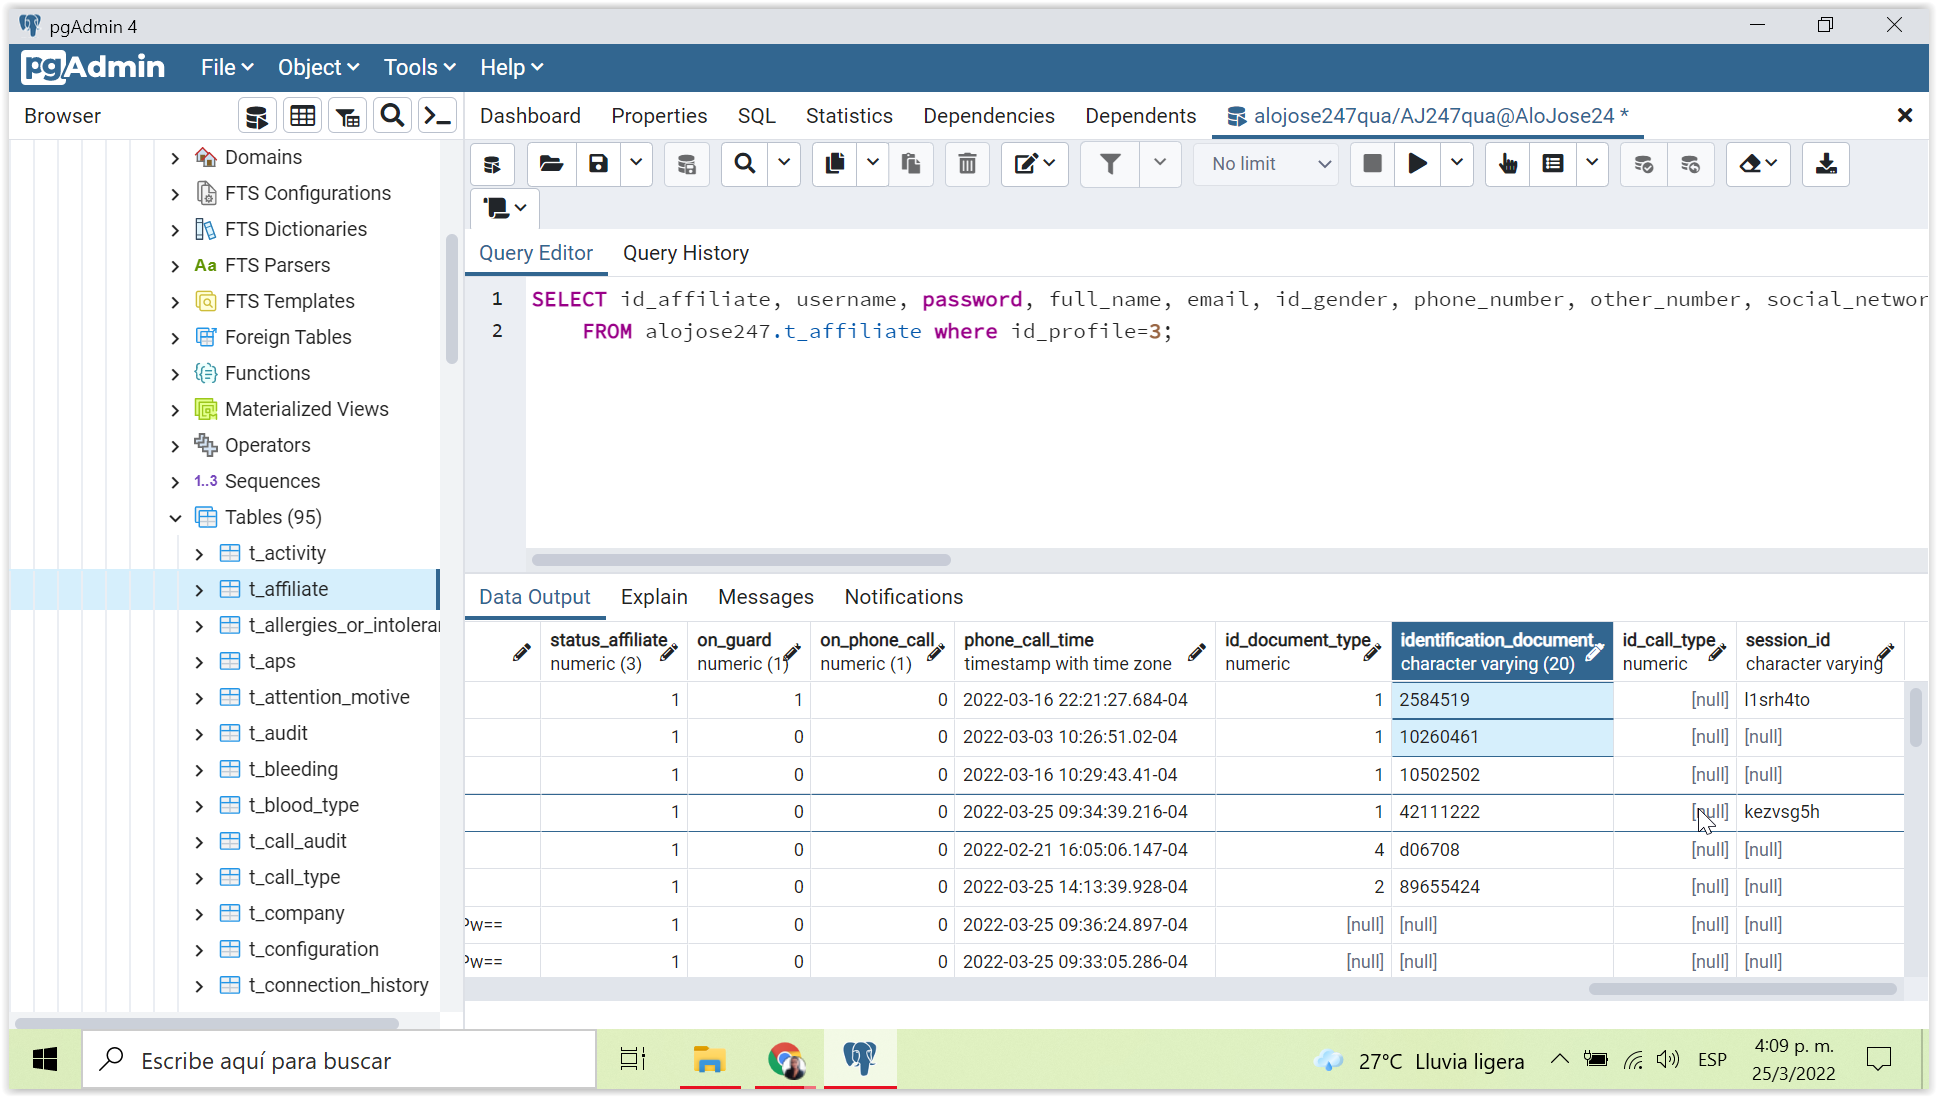 pgAdmin 4
pgAdmin File Object Tools Help
Browser
Dashboard Properties SQL Statistics Dependencies Dependents alojose247qua/AJ247qua@AloJose24 *
No limit
Domains
FTS Configurations
FTS Dictionaries
Aa FTS Parsers
FTS Templates
Foreign Tables
Functions
Materialized Views
Operators
1..3 Sequences
Tables (95)
t_activity
t_affiliate
t_allergies_or_intolera
t_aps
t_attention_motive
t_audit
t_bleeding
t_blood_type
t_call_audit
t_call_type
t_company
t_configuration
t_connection_history
Query Editor Query History
1 SELECT id_affiliate, username, password, full_name, email, id_gender, phone_number, other_number, social_networ
2 FROM alojose247.t_affiliate where id_profile=3;
Data Output Explain Messages Notifications
status_affiliate on_guard on_phone_call phone_call_time id_document_type identification_document id_call_type session_id
numeric (3) numeric (1) numeric (1) timestamp with time zone numeric character varying (20) numeric character varying
1 1 0 2022-03-16 22:21:27.684-04 1 2584519 [null] l1srh4to
1 0 0 2022-03-03 10:26:51.02-04 1 10260461 [null] [null]
1 0 0 2022-03-16 10:29:43.41-04 1 10502502 [null] [null]
1 0 0 2022-03-25 09:34:39.216-04 1 42111222 [null] kezvsg5h
1 0 0 2022-02-21 16:05:06.147-04 4 d06708 [null] [null]
1 0 0 2022-03-25 14:13:39.928-04 2 89655424 [null] [null]
Pw== 1 0 0 2022-03-25 09:36:24.897-04 [null] [null] [null] [null]
Pw== 1 0 0 2022-03-25 09:33:05.286-04 [null] [null] [null] [null]
Escribe aquí para buscar
27°C Lluvia ligera
ESP
4:09 p. m.
25/3/2022